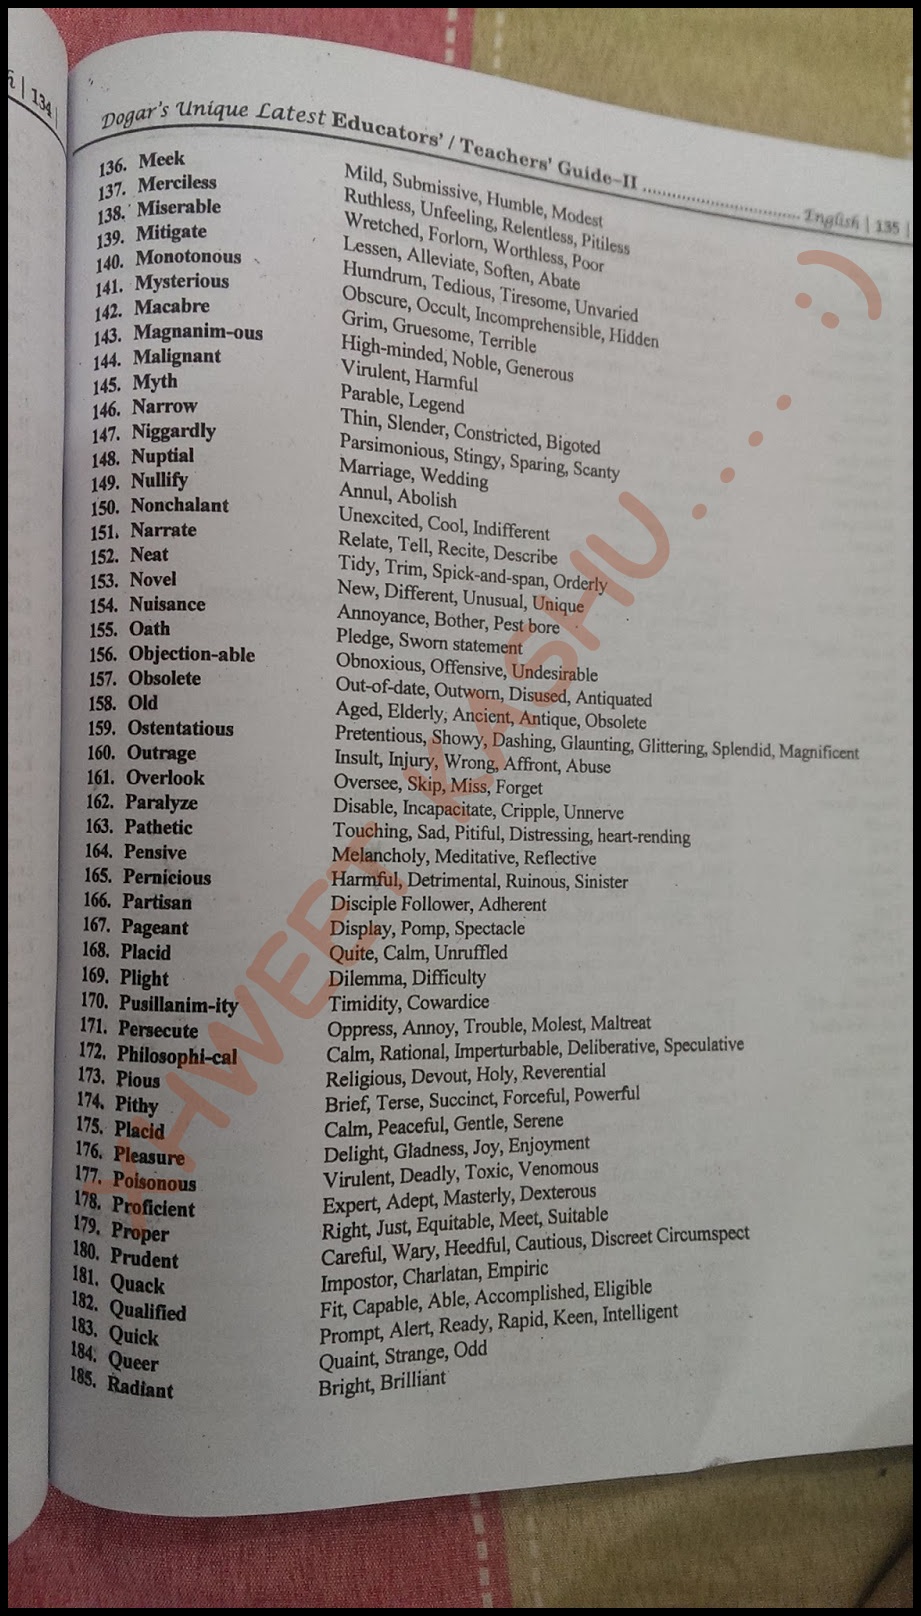 h | 134 |
Dogar's Unique Latest Educators' / Teachers' Guide–II ................................ English | 135 |
136. Meek Mild, Submissive, Humble, Modest
137. Merciless Ruthless, Unfeeling, Relentless, Pitiless
138. Miserable Wretched, Forlorn, Worthless, Poor
139. Mitigate Lessen, Alleviate, Soften, Abate
140. Monotonous Humdrum, Tedious, Tiresome, Unvaried
141. Mysterious Obscure, Occult, Incomprehensible, Hidden
142. Macabre Grim, Gruesome, Terrible
143. Magnanim-ous High-minded, Noble, Generous
144. Malignant Virulent, Harmful
145. Myth Parable, Legend
146. Narrow Thin, Slender, Constricted, Bigoted
147. Niggardly Parsimonious, Stingy, Sparing, Scanty
148. Nuptial Marriage, Wedding
149. Nullify Annul, Abolish
150. Nonchalant Unexcited, Cool, Indifferent
151. Narrate Relate, Tell, Recite, Describe
152. Neat Tidy, Trim, Spick-and-span, Orderly
153. Novel New, Different, Unusual, Unique
154. Nuisance Annoyance, Bother, Pest bore
155. Oath Pledge, Sworn statement
156. Objection-able Obnoxious, Offensive, Undesirable
157. Obsolete Out-of-date, Outworn, Disused, Antiquated
158. Old Aged, Elderly, Ancient, Antique, Obsolete
159. Ostentatious Pretentious, Showy, Dashing, Glaunting, Glittering, Splendid, Magnificent
160. Outrage Insult, Injury, Wrong, Affront, Abuse
161. Overlook Oversee, Skip, Miss, Forget
162. Paralyze Disable, Incapacitate, Cripple, Unnerve
163. Pathetic Touching, Sad, Pitiful, Distressing, heart-rending
164. Pensive Melancholy, Meditative, Reflective
165. Pernicious Harmful, Detrimental, Ruinous, Sinister
166. Partisan Disciple Follower, Adherent
167. Pageant Display, Pomp, Spectacle
168. Placid Quite, Calm, Unruffled
169. Plight Dilemma, Difficulty
170. Pusillanim-ity Timidity, Cowardice
171. Persecute Oppress, Annoy, Trouble, Molest, Maltreat
172. Philosophi-cal Calm, Rational, Imperturbable, Deliberative, Speculative
173. Pious Religious, Devout, Holy, Reverential
174. Pithy Brief, Terse, Succinct, Forceful, Powerful
175. Placid Calm, Peaceful, Gentle, Serene
176. Pleasure Delight, Gladness, Joy, Enjoyment
177. Poisonous Virulent, Deadly, Toxic, Venomous
178. Proficient Expert, Adept, Masterly, Dexterous
179. Proper Right, Just, Equitable, Meet, Suitable
180. Prudent Careful, Wary, Heedful, Cautious, Discreet Circumspect
181. Quack Impostor, Charlatan, Empiric
182. Qualified Fit, Capable, Able, Accomplished, Eligible
183. Quick Prompt, Alert, Ready, Rapid, Keen, Intelligent
184. Queer Quaint, Strange, Odd
185. Radiant Bright, Brilliant
KASHU..... :)